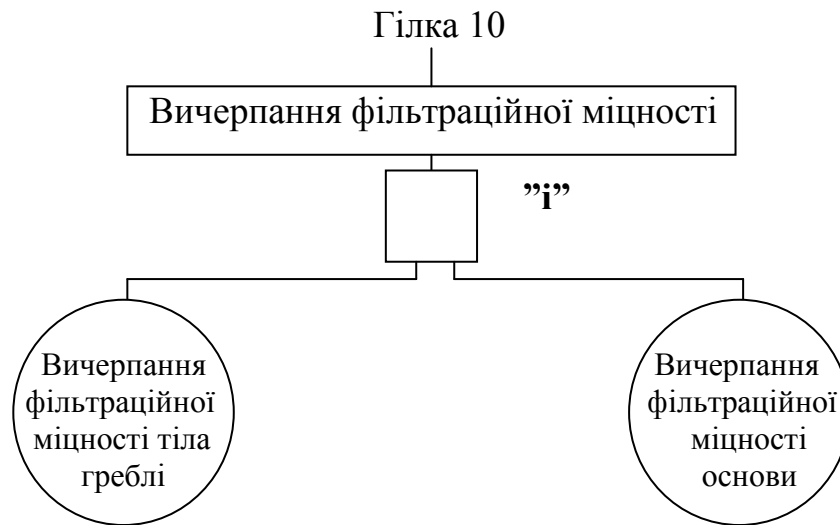 Гілка 10
Вичерпання фільтраційної міцності
”і”
Вичерпання
фільтраційної
міцності тіла
греблі
Вичерпання
фільтраційної
міцності
основи